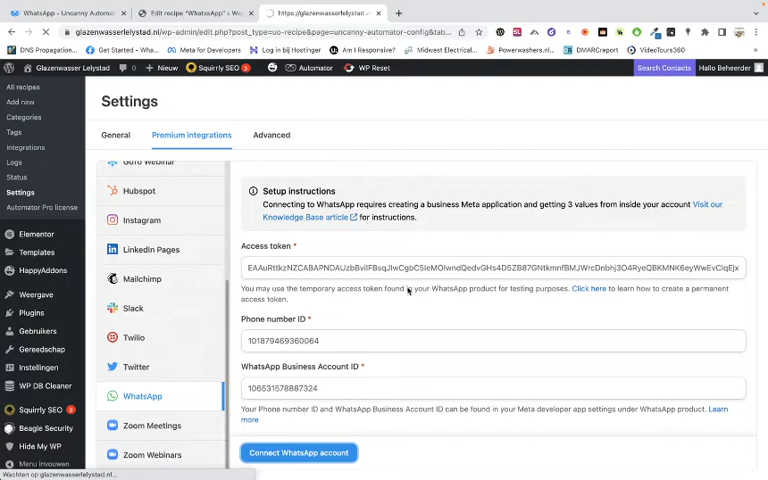 WhatsApp - Uncanny Automat
Edit recipe "WhatsApp" ‹
https://glazenwasserlelystad.nl
glazenwasserlelystad.nl/wp-admin/edit.php?post_type=uo-recipe&page=uncanny-automator-config&tab...
DNS Propagation...
Get Started - Wha...
Meta for Developers
Log in bij Hostinger
Am I Responsive?
Midwest Electrical...
Powerwashers.nl...
DMARCreport
VideoTours360
Glazenwasser Lelystad
0
Nieuw
Squirrly SEO 3
Automator
WP Reset
Search Contacts
Hallo Beheerder
All recipes
Add new
Categories
Tags
Integrations
Logs
Status
Settings
Automator Pro license
Elementor
Templates
HappyAddons
Weergave
Plugins
Gebruikers
Gereedschap
Instellingen
WP DB Cleaner
Squirrly SEO 3
Beagle Security
Hide My WP
Menu invouwen
Wachten op glazenwasserlelystad.nl...
Settings
General
Premium integrations
Advanced
GoTo Webinar
Hubspot
Instagram
LinkedIn Pages
Mailchimp
Slack
Twilio
Twitter
WhatsApp
Zoom Meetings
Zoom Webinars
Setup instructions
Connecting to WhatsApp requires creating a business Meta application and getting 3 values from inside your account Visit our
Knowledge Base article for instructions.
Access token *
You may use the temporary access token found in your WhatsApp product for testing purposes. Click here to learn how to create a permanent
access token.
Phone number ID *
101879469360064
WhatsApp Business Account ID *
106531578887324
Your Phone number ID and WhatsApp Business Account ID can be found in your Meta developer app settings under WhatsApp product. Learn
more
Connect WhatsApp account